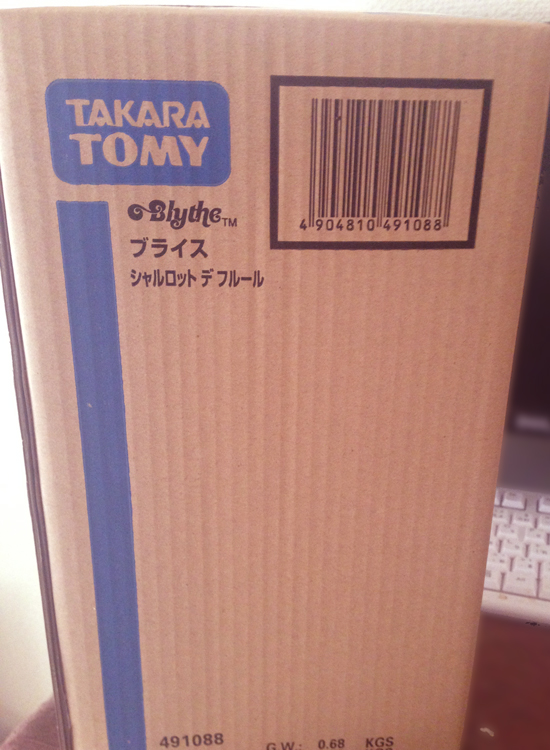 TAKARA
TOMY
Blythe™
ブライス
シャルロット デ フルール
4 904810 491088
491088
G.W.: 0.68 KGS